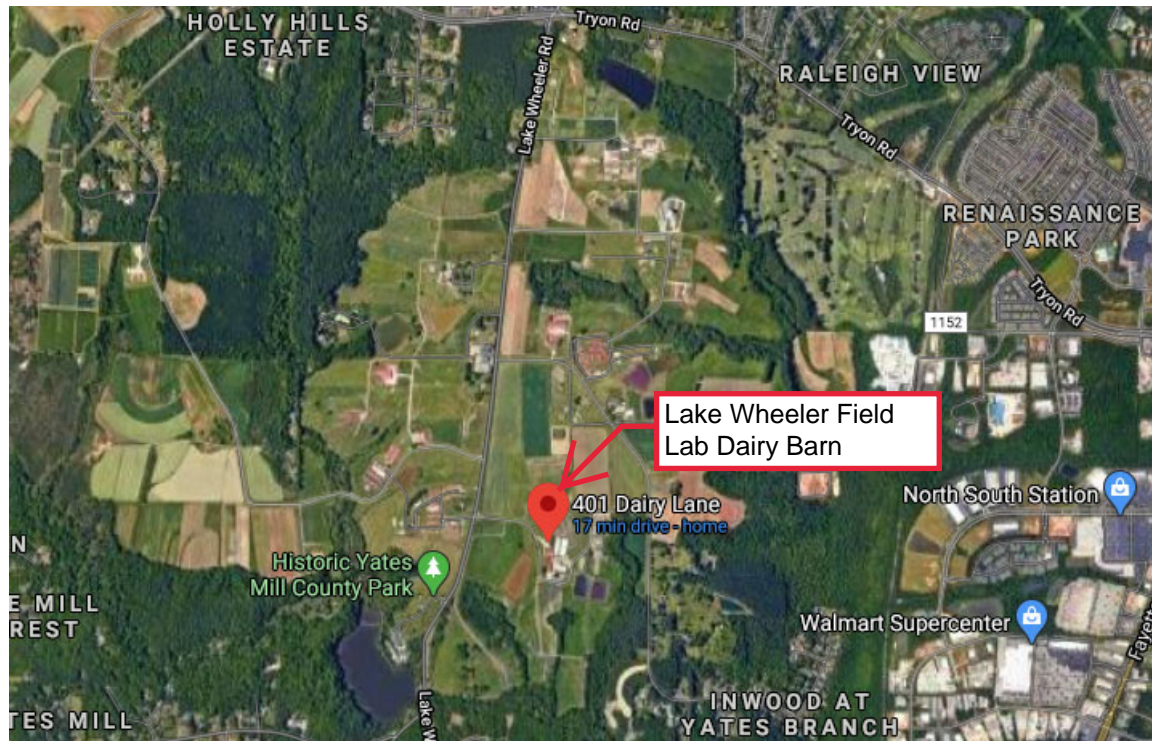 HOLLY HILLS
ESTATE
Tryon Rd
Lake Wheeler Rd
RALEIGH VIEW
Tryon Rd
RENAISSANCE
PARK
Tryon Rd
1152
Lake Wheeler Field
Lab Dairy Barn
401 Dairy Lane
17 min drive - home
North South Station
Historic Yates
Mill County Park
N
E MILL
REST
Walmart Supercenter
Fayett
Lake W
INWOOD AT
YATES BRANCH
TES MILL